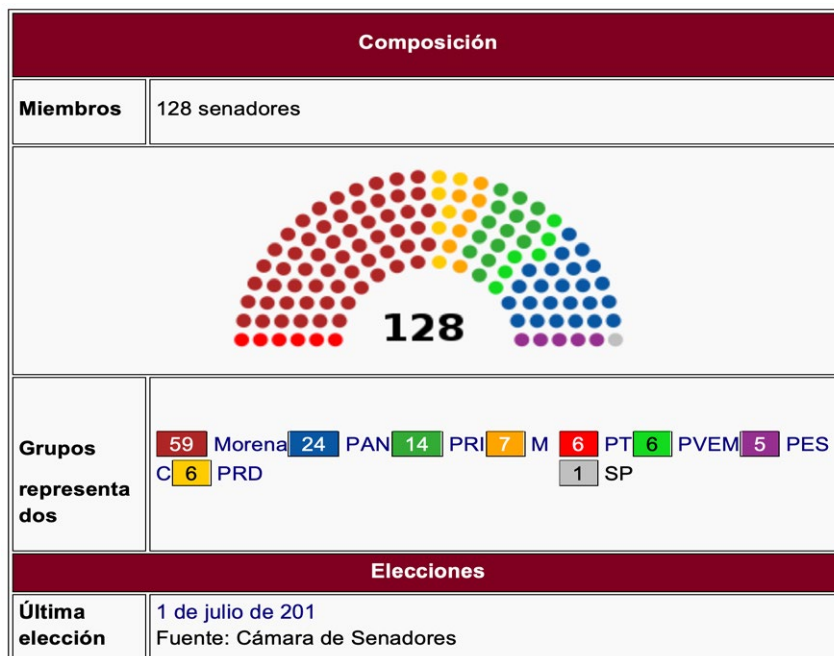 Composición
Miembros
128 senadores
128
Grupos
representa
dos
59 Morena 24 PAN 14 PRI 7 M
C 6 PRD
6 PT 6 PVEM 5 PES
1 SP
Elecciones
Última
elección
1 de julio de 201
Fuente: Cámara de Senadores